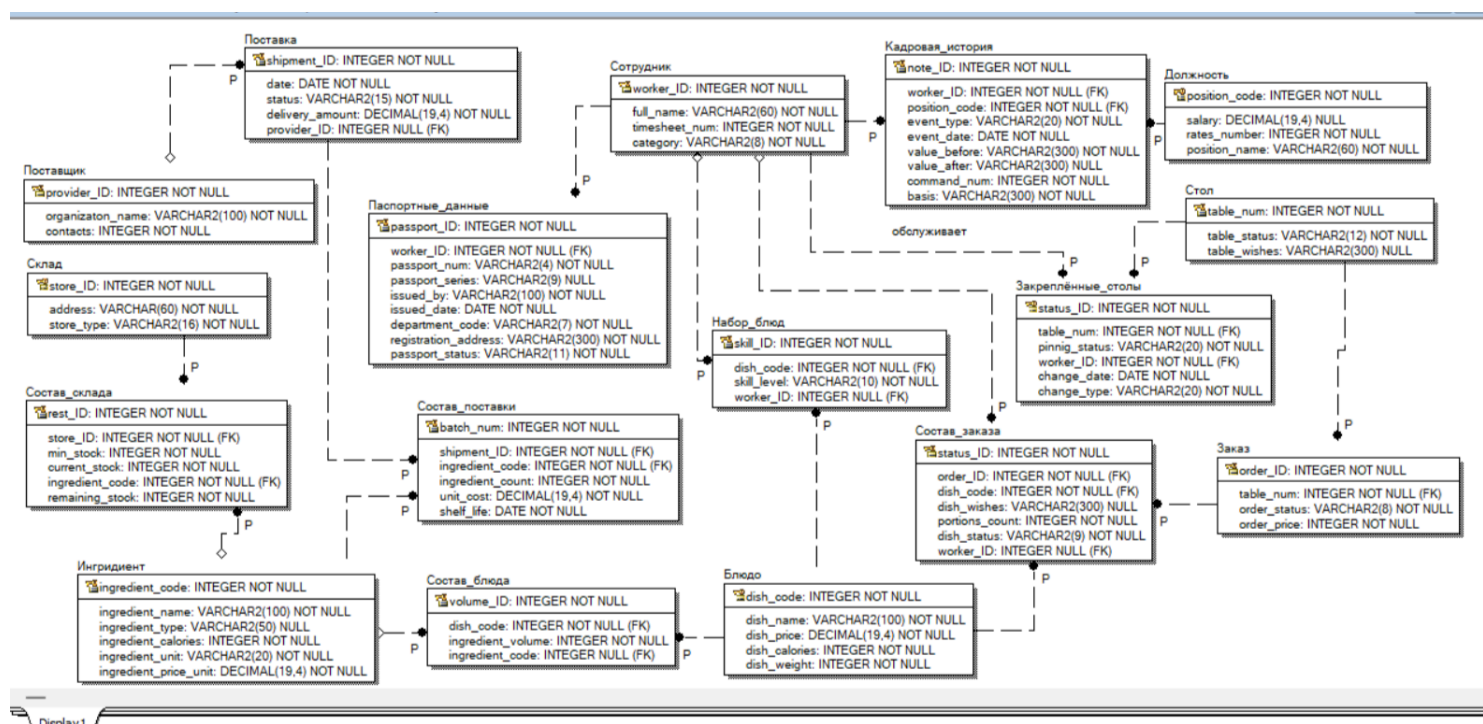 Поставка
shipment_ID: INTEGER NOT NULL
date: DATE NOT NULL
status: VARCHAR2(15) NOT NULL
delivery_amount: DECIMAL(19,4) NOT NULL
provider_ID: INTEGER NULL (FK)
P
Поставщик
provider_ID: INTEGER NOT NULL
organizaton_name: VARCHAR2(100) NOT NULL
contacts: INTEGER NOT NULL
Склад
store_ID: INTEGER NOT NULL
address: VARCHAR(60) NOT NULL
store_type: VARCHAR2(16) NOT NULL
P
Состав_склада
rest_ID: INTEGER NOT NULL
store_ID: INTEGER NOT NULL (FK)
min_stock: INTEGER NOT NULL
current_stock: INTEGER NOT NULL
ingredient_code: INTEGER NOT NULL (FK)
remaining_stock: INTEGER NOT NULL
P
Ингридиент
ingredient_code: INTEGER NOT NULL
ingredient_name: VARCHAR2(100) NOT NULL
ingredient_type: VARCHAR2(50) NULL
ingredient_calories: INTEGER NOT NULL
ingredient_unit: VARCHAR2(20) NOT NULL
ingredient_price_unit: DECIMAL(19,4) NOT NULL
Сотрудник
worker_ID: INTEGER NOT NULL
full_name: VARCHAR2(60) NOT NULL
timesheet_num: INTEGER NOT NULL
category: VARCHAR2(8) NOT NULL
P
P
Паспортные_данные
passport_ID: INTEGER NOT NULL
worker_ID: INTEGER NOT NULL (FK)
passport_num: VARCHAR2(4) NOT NULL
passport_series: VARCHAR2(9) NULL
issued_by: VARCHAR2(100) NOT NULL
issued_date: DATE NOT NULL
department_code: VARCHAR2(7) NOT NULL
registration_address: VARCHAR2(300) NOT NULL
passport_status: VARCHAR2(11) NOT NULL
Состав_поставки
batch_num: INTEGER NOT NULL
shipment_ID: INTEGER NOT NULL (FK)
ingredient_code: INTEGER NOT NULL (FK)
ingredient_count: INTEGER NOT NULL
unit_cost: DECIMAL(19,4) NOT NULL
shelf_life: DATE NOT NULL
P
P
Состав_блюда
volume_ID: INTEGER NOT NULL
dish_code: INTEGER NOT NULL (FK)
ingredient_volume: INTEGER NOT NULL
ingredient_code: INTEGER NULL (FK)
P
P
Кадровая_история
note_ID: INTEGER NOT NULL
worker_ID: INTEGER NOT NULL (FK)
position_code: INTEGER NOT NULL (FK)
event_type: VARCHAR2(20) NOT NULL
event_date: DATE NOT NULL
value_before: VARCHAR2(300) NOT NULL
value_after: VARCHAR2(300) NOT NULL
command_num: INTEGER NOT NULL
basis: VARCHAR2(300) NOT NULL
P
Должность
position_code: INTEGER NOT NULL
salary: DECIMAL(19,4) NULL
rates_number: INTEGER NOT NULL
position_name: VARCHAR2(60) NOT NULL
Стол
table_num: INTEGER NOT NULL
table_status: VARCHAR2(12) NOT NULL
table_wishes: VARCHAR2(300) NULL
обслуживает
P
P
Закреплённые_столы
status_ID: INTEGER NOT NULL
table_num: INTEGER NOT NULL (FK)
pinnig_status: VARCHAR2(20) NOT NULL
worker_ID: INTEGER NOT NULL (FK)
change_date: DATE NOT NULL
change_type: VARCHAR2(20) NOT NULL
Набор_блюд
skill_ID: INTEGER NOT NULL
dish_code: INTEGER NOT NULL (FK)
skill_level: VARCHAR2(10) NOT NULL
worker_ID: INTEGER NULL (FK)
P
P
P
Состав_заказа
status_ID: INTEGER NOT NULL
order_ID: INTEGER NOT NULL (FK)
dish_code: INTEGER NOT NULL (FK)
dish_wishes: VARCHAR2(300) NULL
portions_count: INTEGER NOT NULL
dish_status: VARCHAR2(9) NOT NULL
worker_ID: INTEGER NULL (FK)
P
P
P
Заказ
order_ID: INTEGER NOT NULL
table_num: INTEGER NOT NULL (FK)
order_status: VARCHAR2(8) NOT NULL
order_price: INTEGER NOT NULL
Блюдо
dish_code: INTEGER NOT NULL
dish_name: VARCHAR2(100) NOT NULL
dish_price: DECIMAL(19,4) NOT NULL
dish_calories: INTEGER NOT NULL
dish_weight: INTEGER NOT NULL
Display1